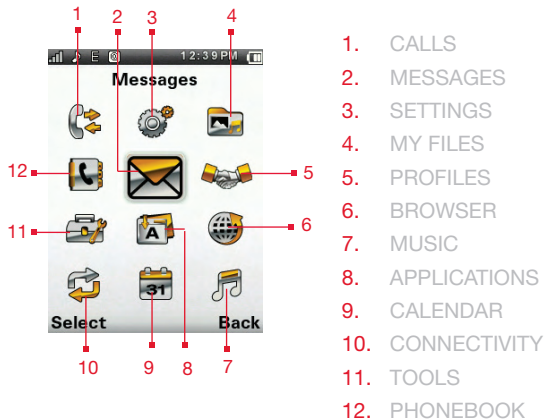 1 2 3 4
E 12:39PM
Messages
12 5
A
11 6
31
Select Back
10 9 8 7
1. CALLS
2. MESSAGES
3. SETTINGS
4. MY FILES
5. PROFILES
6. BROWSER
7. MUSIC
8. APPLICATIONS
9. CALENDAR
10. CONNECTIVITY
11. TOOLS
12. PHONEBOOK